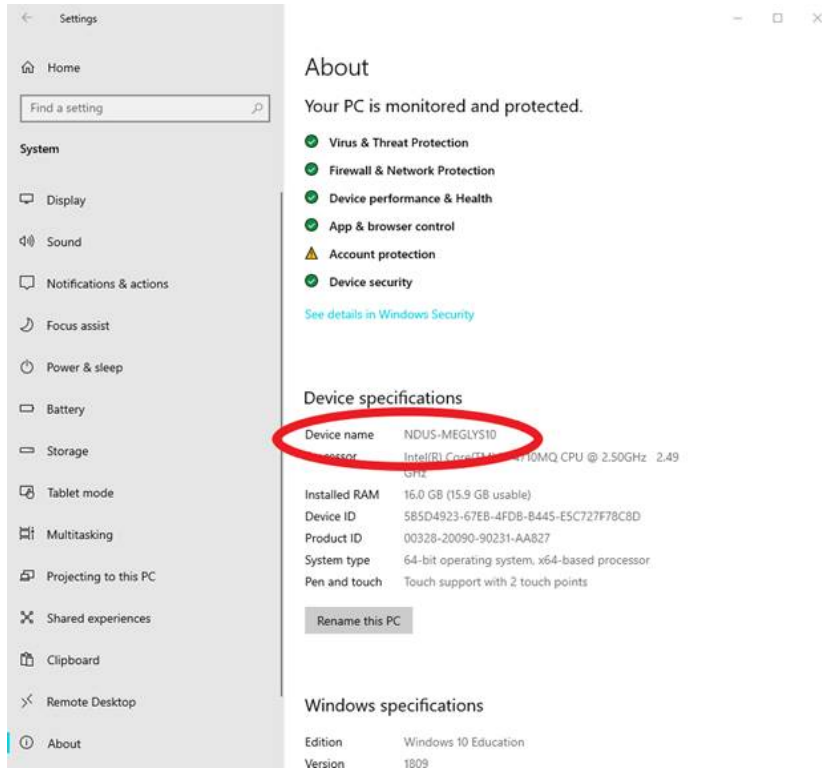 Settings
Home
Find a setting
System
Display
Sound
Notifications & actions
Focus assist
Power & sleep
Battery
Storage
Tablet mode
Multitasking
Projecting to this PC
Shared experiences
Clipboard
Remote Desktop
About
About
Your PC is monitored and protected.
Virus & Threat Protection
Firewall & Network Protection
Device performance & Health
App & browser control
Account protection
Device security
See details in Windows Security
Device specifications
Device name NDUS-MEGLYS10
Processor Intel(R) Core(TM) CPU @ 2.50GHz 2.49
GHz
Installed RAM 16.0 GB (15.9 GB usable)
Device ID 5B5D4923-67EB-4FDB-B445-E5C727F78C8D
Product ID 00328-20090-90231-AA827
System type 64-bit operating system, x64-based processor
Pen and touch Touch support with 2 touch points
Rename this PC
Windows specifications
Edition Windows 10 Education
Version 1809